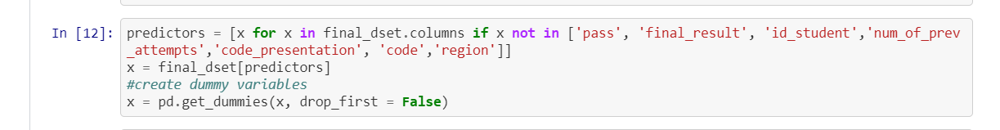 In [12]: predictors = [x for x in final_dset.columns if x not in ['pass', 'final_result', 'id_student','num_of_prev
_attempts','code_presentation', 'code','region']]
x = final_dset[predictors]
#create dummy variables
x = pd.get_dummies(x, drop_first = False)